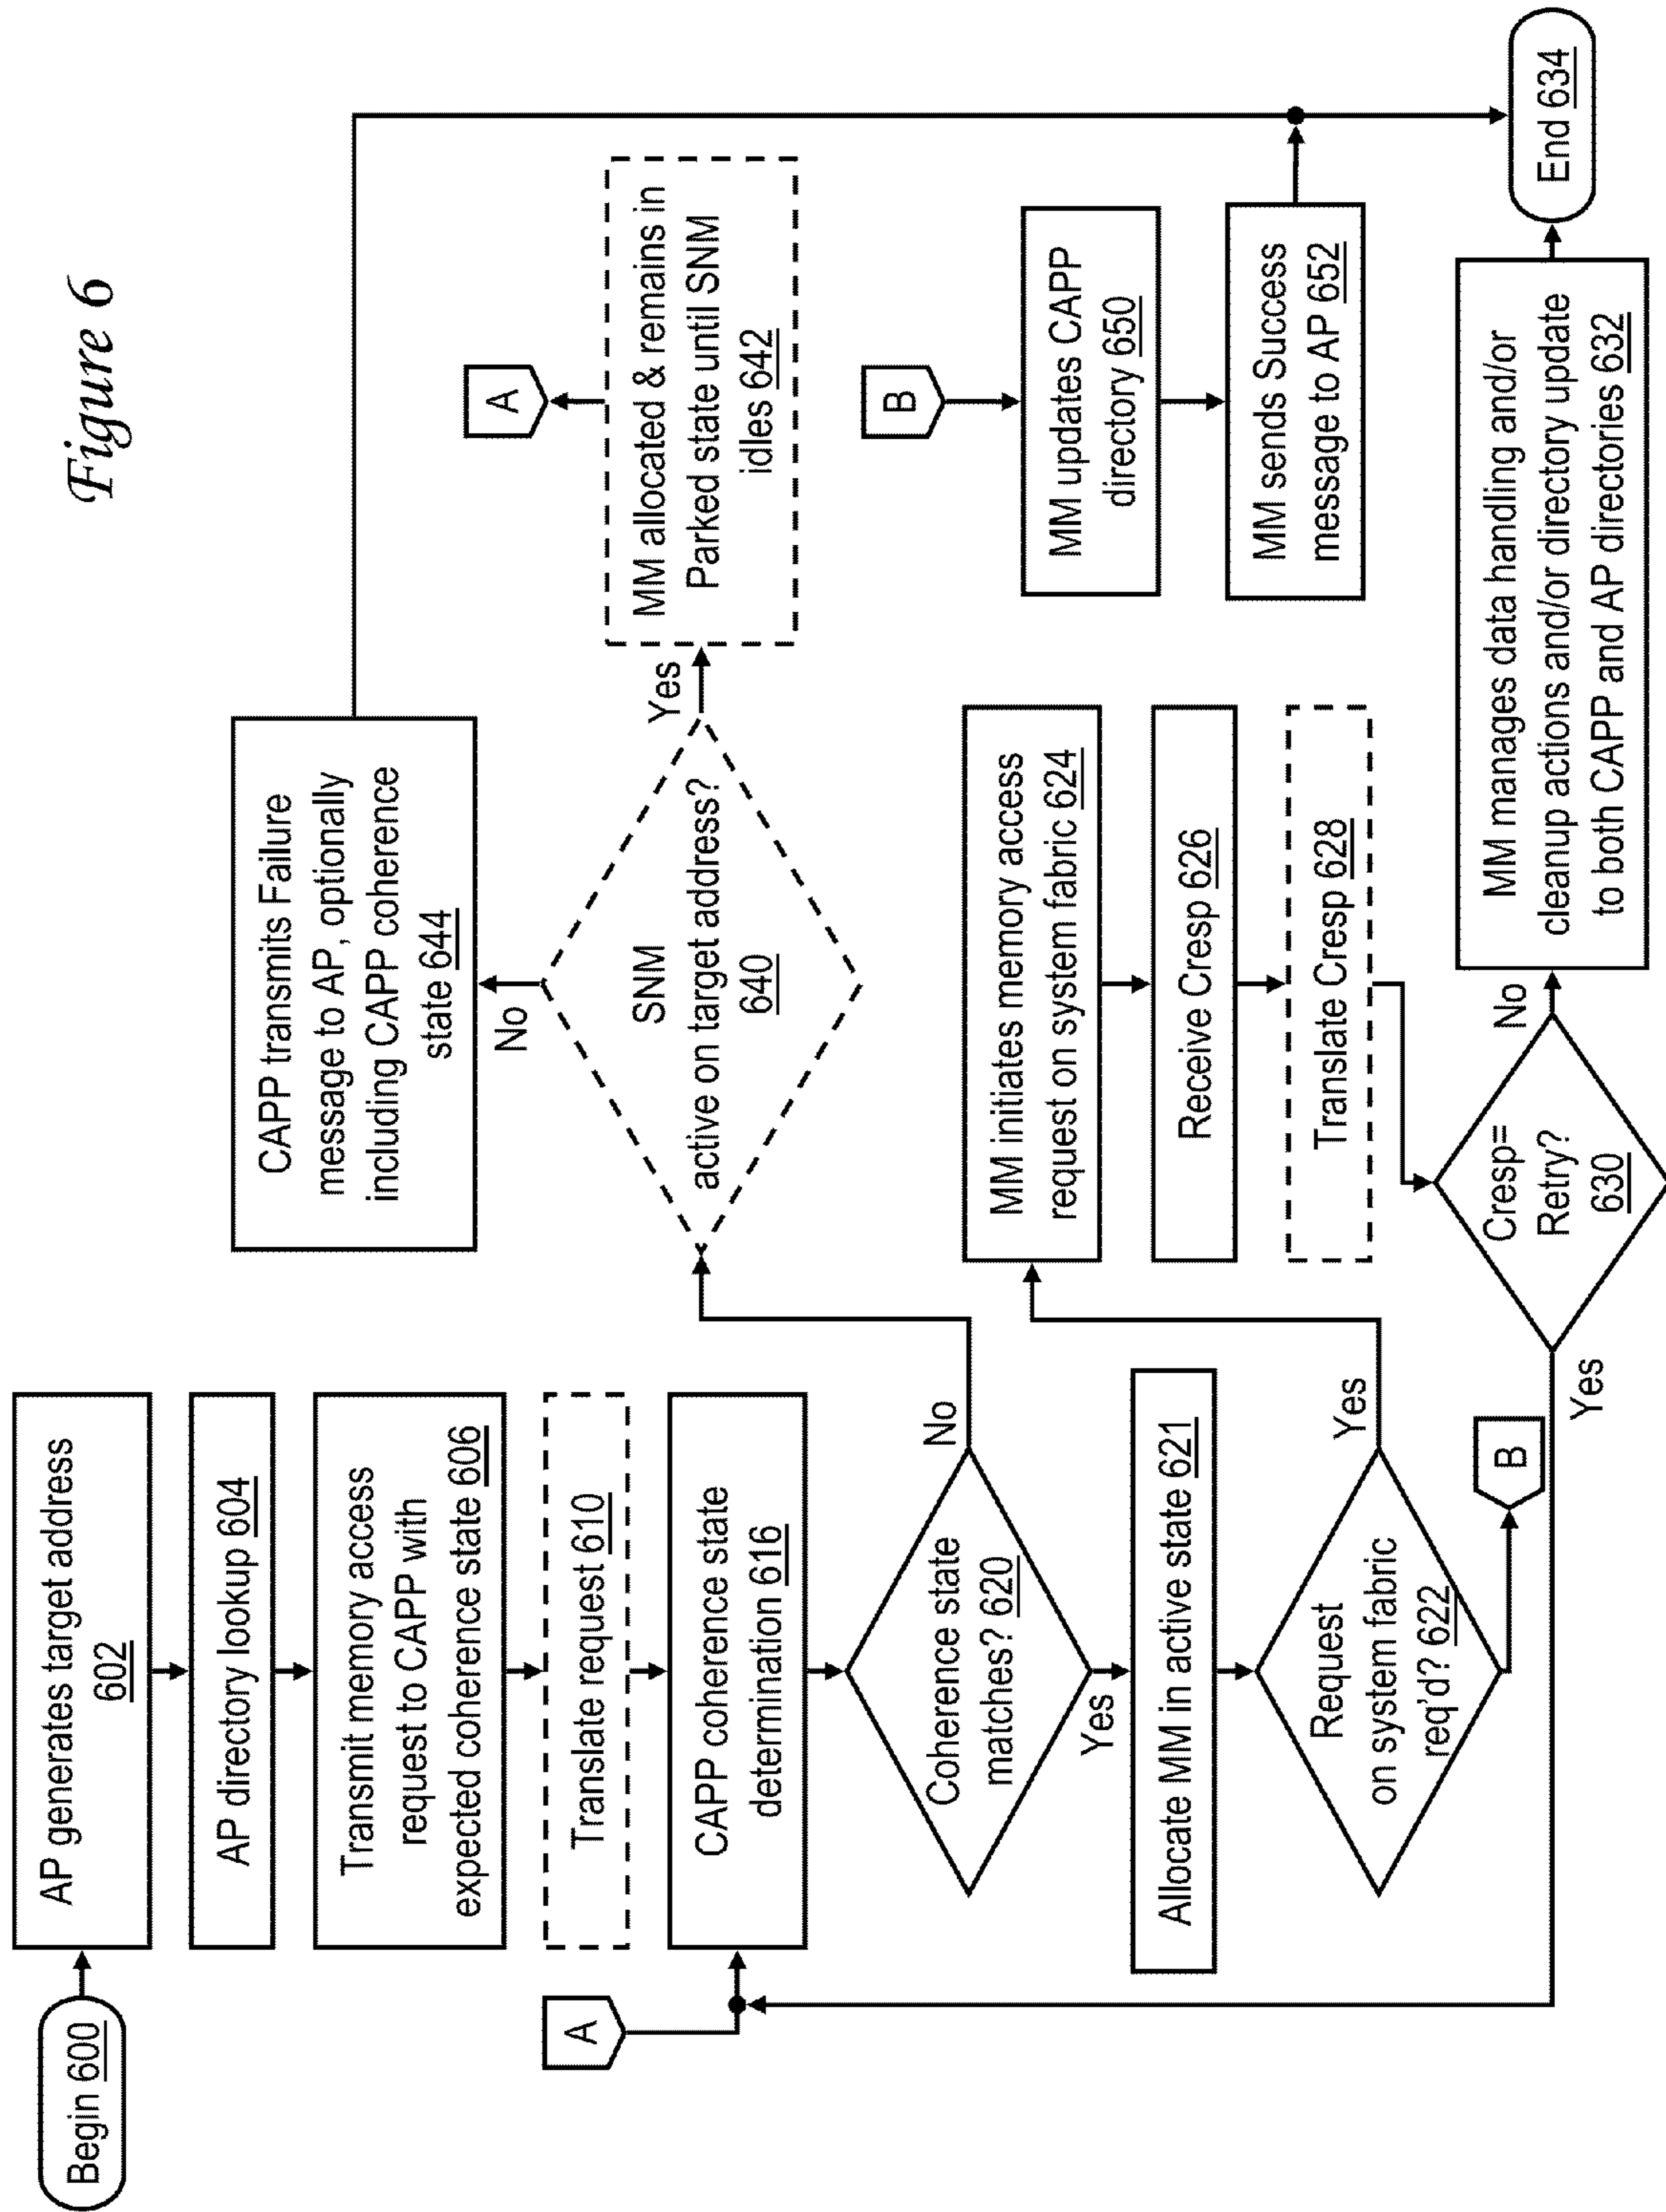 Figure 6
Begin 600
AP generates target address
602
AP directory lookup 604
Transmit memory access
request to CAPP with
expected coherence state 606
Translate request 610
A
CAPP coherence state
determination 616
Coherence state
matches? 620
No
Yes
Allocate MM in active state 621
Request
on system fabric
req'd? 622
Yes
B
CAPP transmits Failure
message to AP, optionally
including CAPP coherence
state 644
No
SNM
active on target address?
640
Yes
MM allocated & remains in
Parked state until SNM
idles 642
A
MM initiates memory access
request on system fabric 624
Receive Cresp 626
Translate Cresp 628
Cresp=
Retry?
630
Yes
No
B
MM updates CAPP
directory 650
MM sends Success
message to AP 652
MM manages data handling and/or
cleanup actions and/or directory update
to both CAPP and AP directories 632
End 634